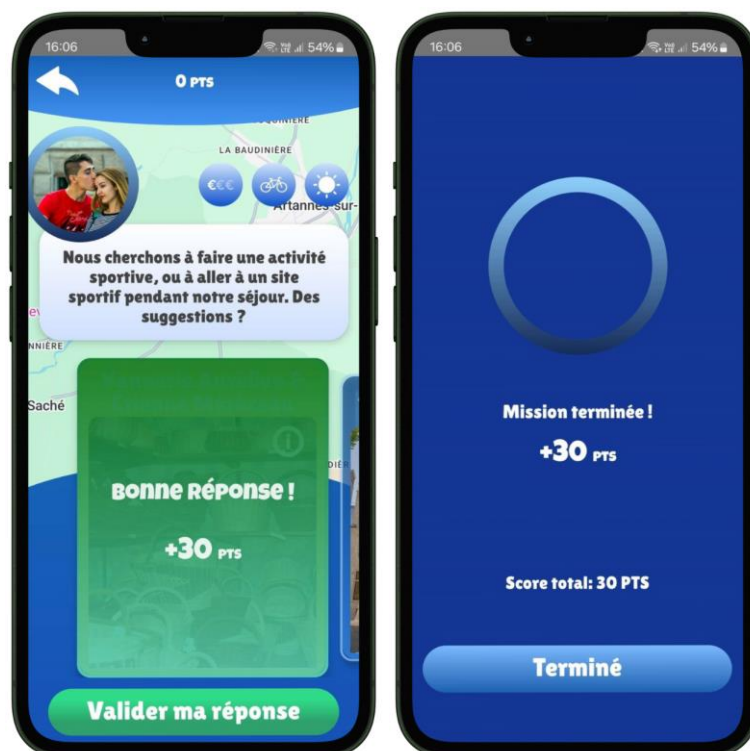 16:06
54%
0 PTS
LA BAUDINIÈRE
€€€
Artannes-sur-
Nous cherchons à faire une activité
sportive, ou à aller à un site
sportif pendant notre séjour. Des
suggestions ?
NNIÈRE
Saché
BONNE RÉPONSE !
+30 PTS
Valider ma réponse
16:06
54%
Mission terminée !
+30 PTS
Score total: 30 PTS
Terminé